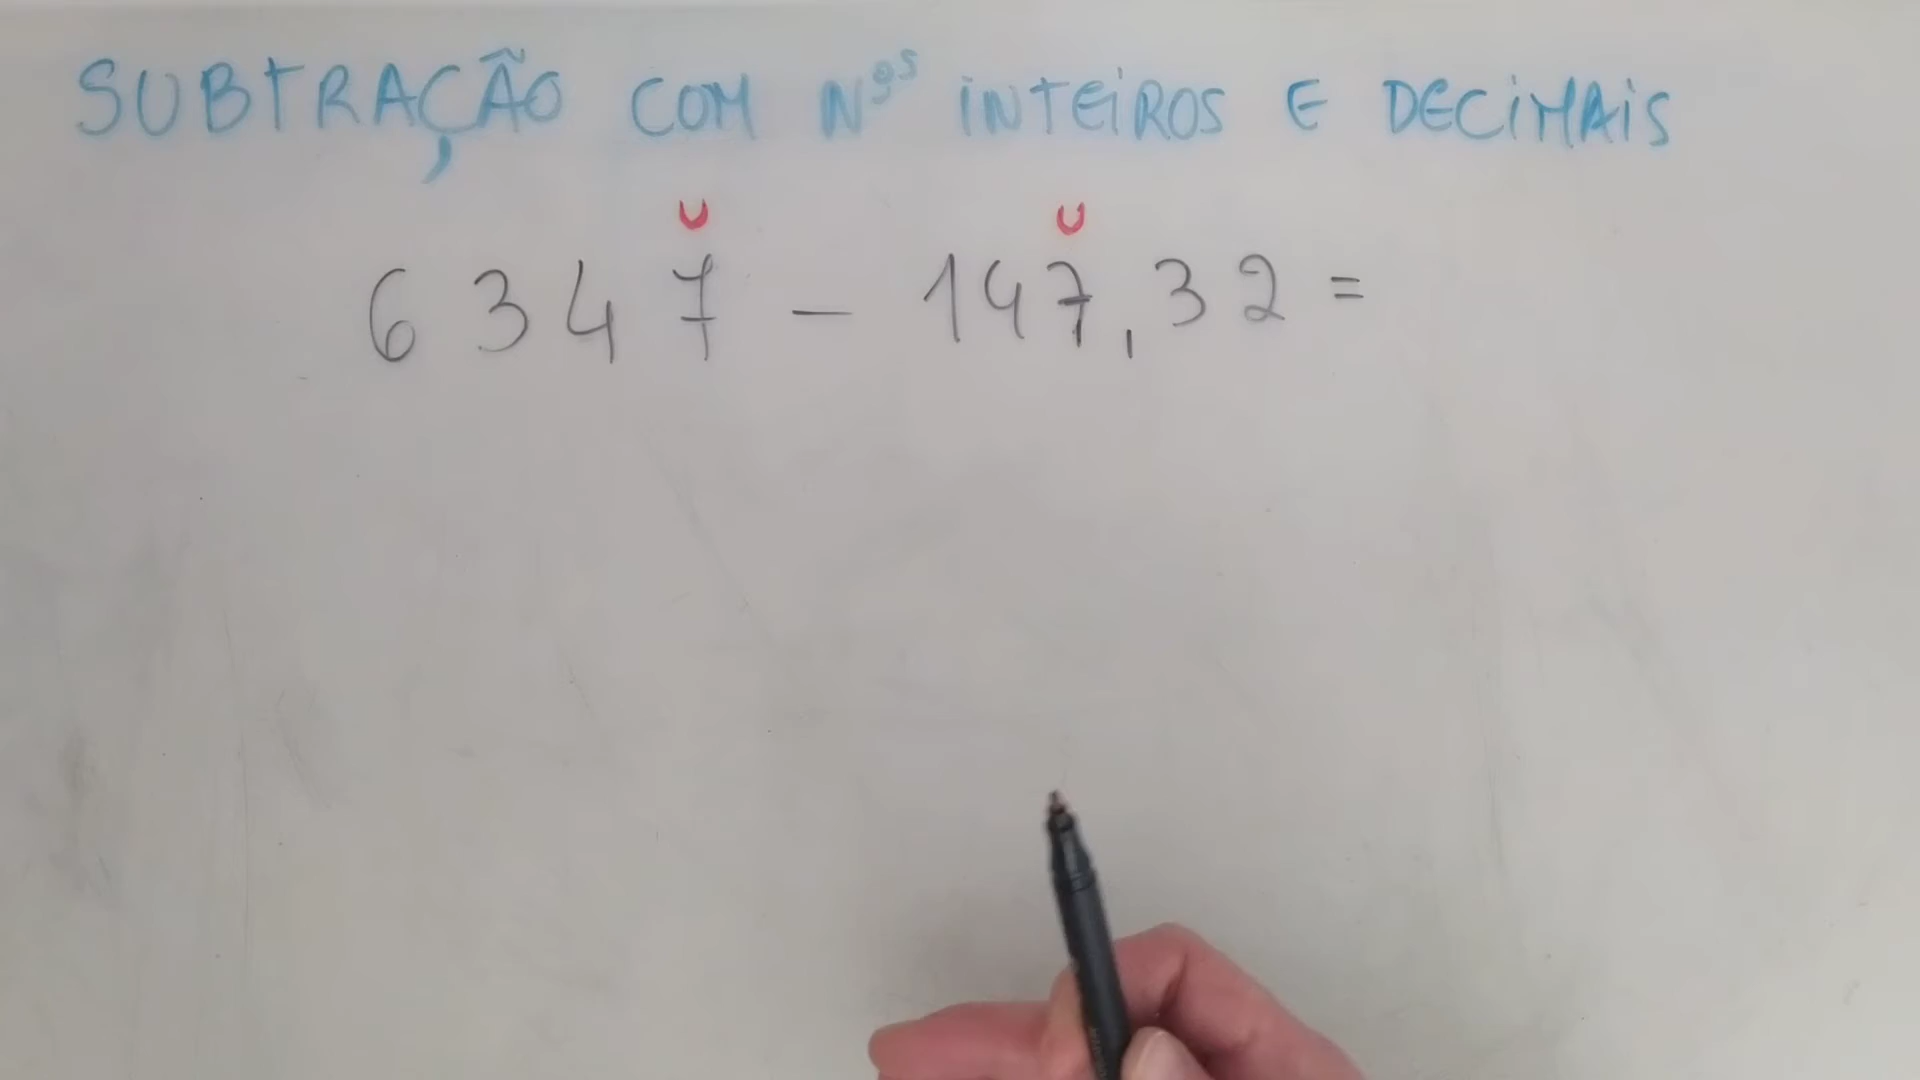 SUBTRAÇÃO COM Nºs INTEIROS E DECIMAIS
U U
6347 - 147,32 =